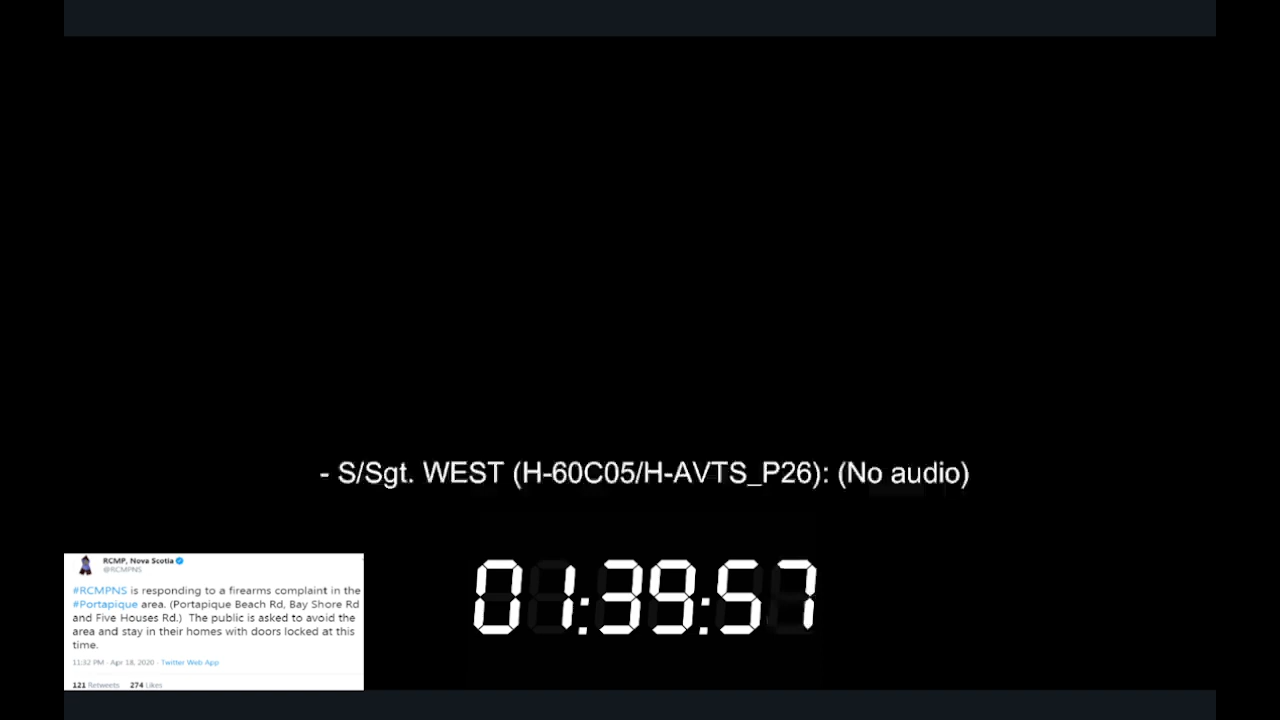 - S/Sgt. WEST (H-60C05/H-AVTS_P26): (No audio)
RCMP, Nova Scotia
@RCMPNS
#RCMPNS is responding to a firearms complaint in the
#Portapique area. (Portapique Beach Rd, Bay Shore Rd
and Five Houses Rd.) The public is asked to avoid the
area and stay in their homes with doors locked at this
time.
11:32 PM · Apr 18, 2020 · Twitter Web App
121 Retweets 274 Likes
01:39:57